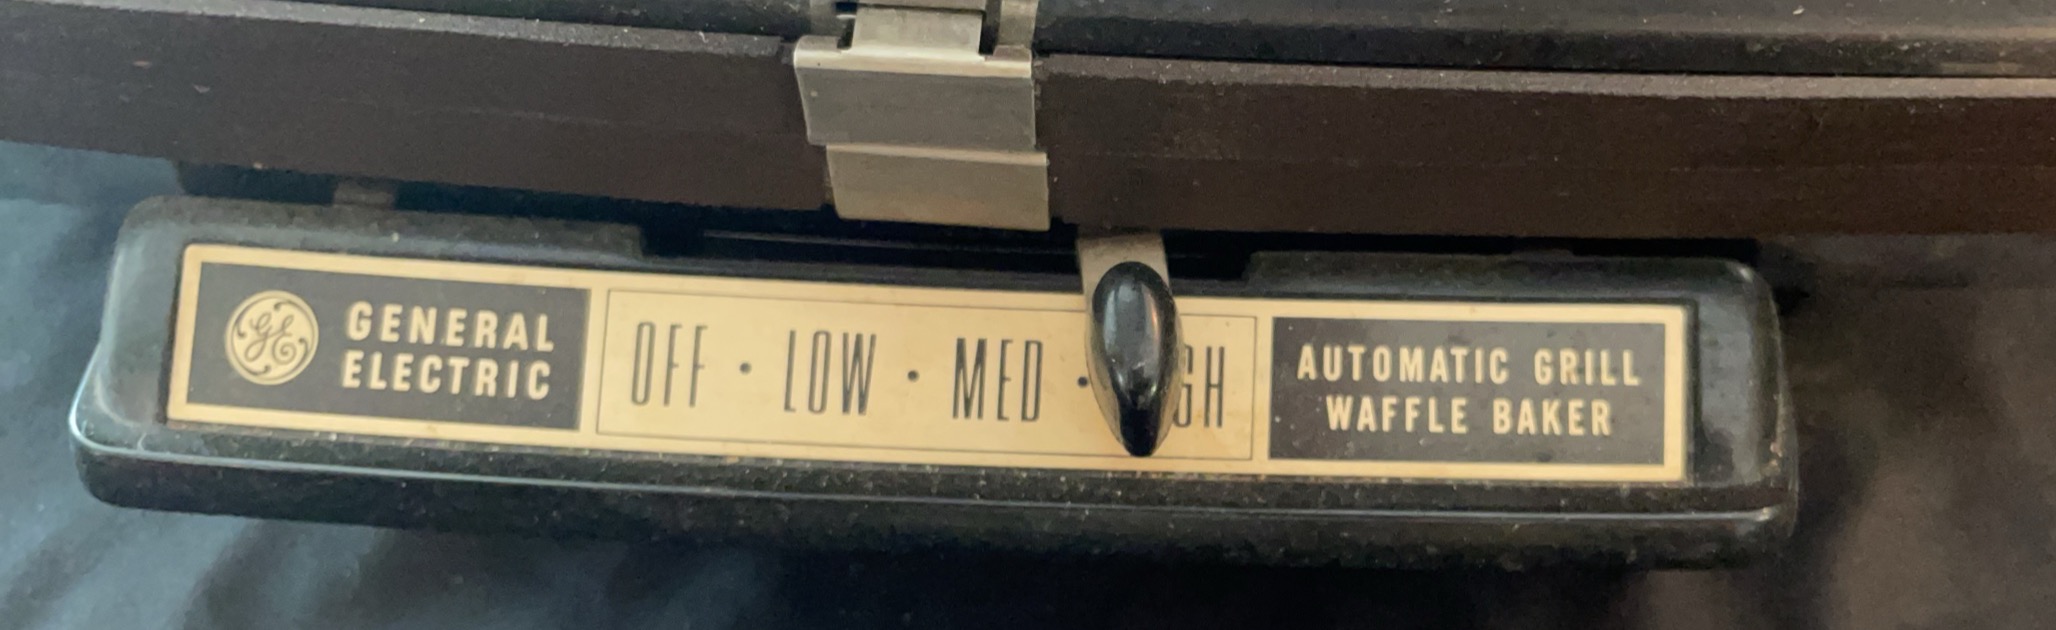 GE
GENERAL
ELECTRIC
OFF · LOW · MED ·
AUTOMATIC GRILL
WAFFLE BAKER